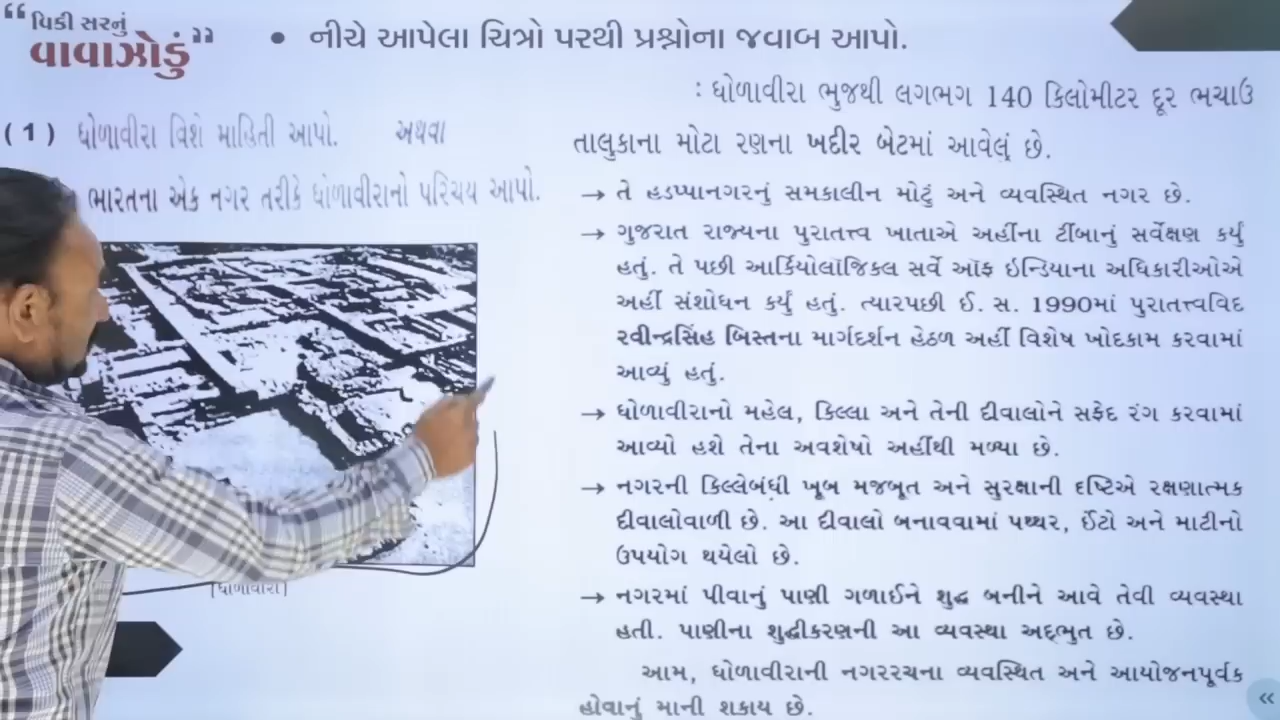 “ વિકી સરનું
વાવાઝોડું ”
• નીચે આપેલા ચિત્રો પરથી પ્રશ્નોના જવાબ આપો.
( 1 ) ધોળાવીરા વિશે માહિતી આપો. અથવા
ભારતના એક નગર તરીકે ધોળાવીરાનો પરિચય આપો.
[ધોળાવીરા]
: ધોળાવીરા ભુજથી લગભગ 140 કિલોમીટર દૂર ભચાઉ
તાલુકાના મોટા રણના ખદીર બેટમાં આવેલું છે.
→ તે હડપ્પાનગરનું સમકાલીન મોટું અને વ્યવસ્થિત નગર છે.
→ ગુજરાત રાજ્યના પુરાતત્ત્વ ખાતાએ અહીંના ટીંબાનું સર્વેક્ષણ કર્યું
હતું. તે પછી આર્કિયોલૉજિકલ સર્વે ઑફ ઇન્ડિયાના અધિકારીઓએ
અહીં સંશોધન કર્યું હતું. ત્યારપછી ઈ. સ. 1990માં પુરાતત્ત્વવિદ
રવીન્દ્રસિંહ બિસ્તના માર્ગદર્શન હેઠળ અહીં વિશેષ ખોદકામ કરવામાં
આવ્યું હતું.
→ ધોળાવીરાનો મહેલ, કિલ્લા અને તેની દીવાલોને સફેદ રંગ કરવામાં
આવ્યો હશે તેના અવશેષો અહીંથી મળ્યા છે.
→ નગરની કિલ્લેબંધી ખૂબ મજબૂત અને સુરક્ષાની દષ્ટિએ રક્ષણાત્મક
દીવાલોવાળી છે. આ દીવાલો બનાવવામાં પથ્થર, ઈંટો અને માટીનો
ઉપયોગ થયેલો છે.
→ નગરમાં પીવાનું પાણી ગળાઈને શુદ્ધ બનીને આવે તેવી વ્યવસ્થા
હતી. પાણીના શુદ્ધીકરણની આ વ્યવસ્થા અદ્ભુત છે.
આમ, ધોળાવીરાની નગરરચના વ્યવસ્થિત અને આયોજનપૂર્વક
હોવાનું માની શકાય છે.